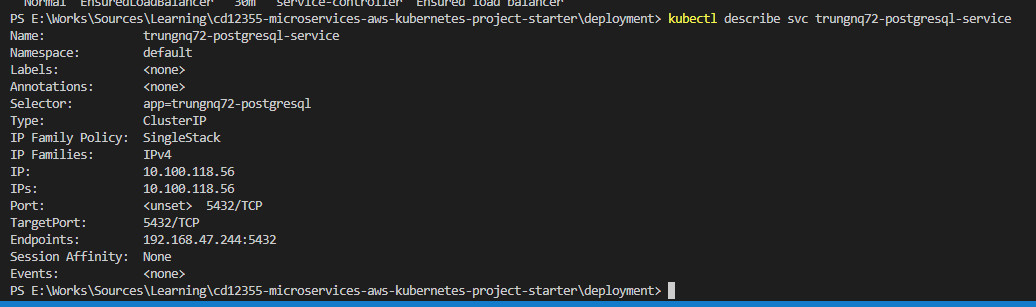 Normal EnsuredLoadBalancer 30m service-controller Ensured load balancer
PS E:\Works\Sources\Learning\cd12355-microservices-aws-kubernetes-project-starter\deployment> kubectl describe svc trungnq72-postgresql-service
Name: trungnq72-postgresql-service
Namespace: default
Labels: <none>
Annotations: <none>
Selector: app=trungnq72-postgresql
Type: ClusterIP
IP Family Policy: SingleStack
IP Families: IPv4
IP: 10.100.118.56
IPs: 10.100.118.56
Port: <unset> 5432/TCP
TargetPort: 5432/TCP
Endpoints: 192.168.47.244:5432
Session Affinity: None
Events: <none>
PS E:\Works\Sources\Learning\cd12355-microservices-aws-kubernetes-project-starter\deployment>